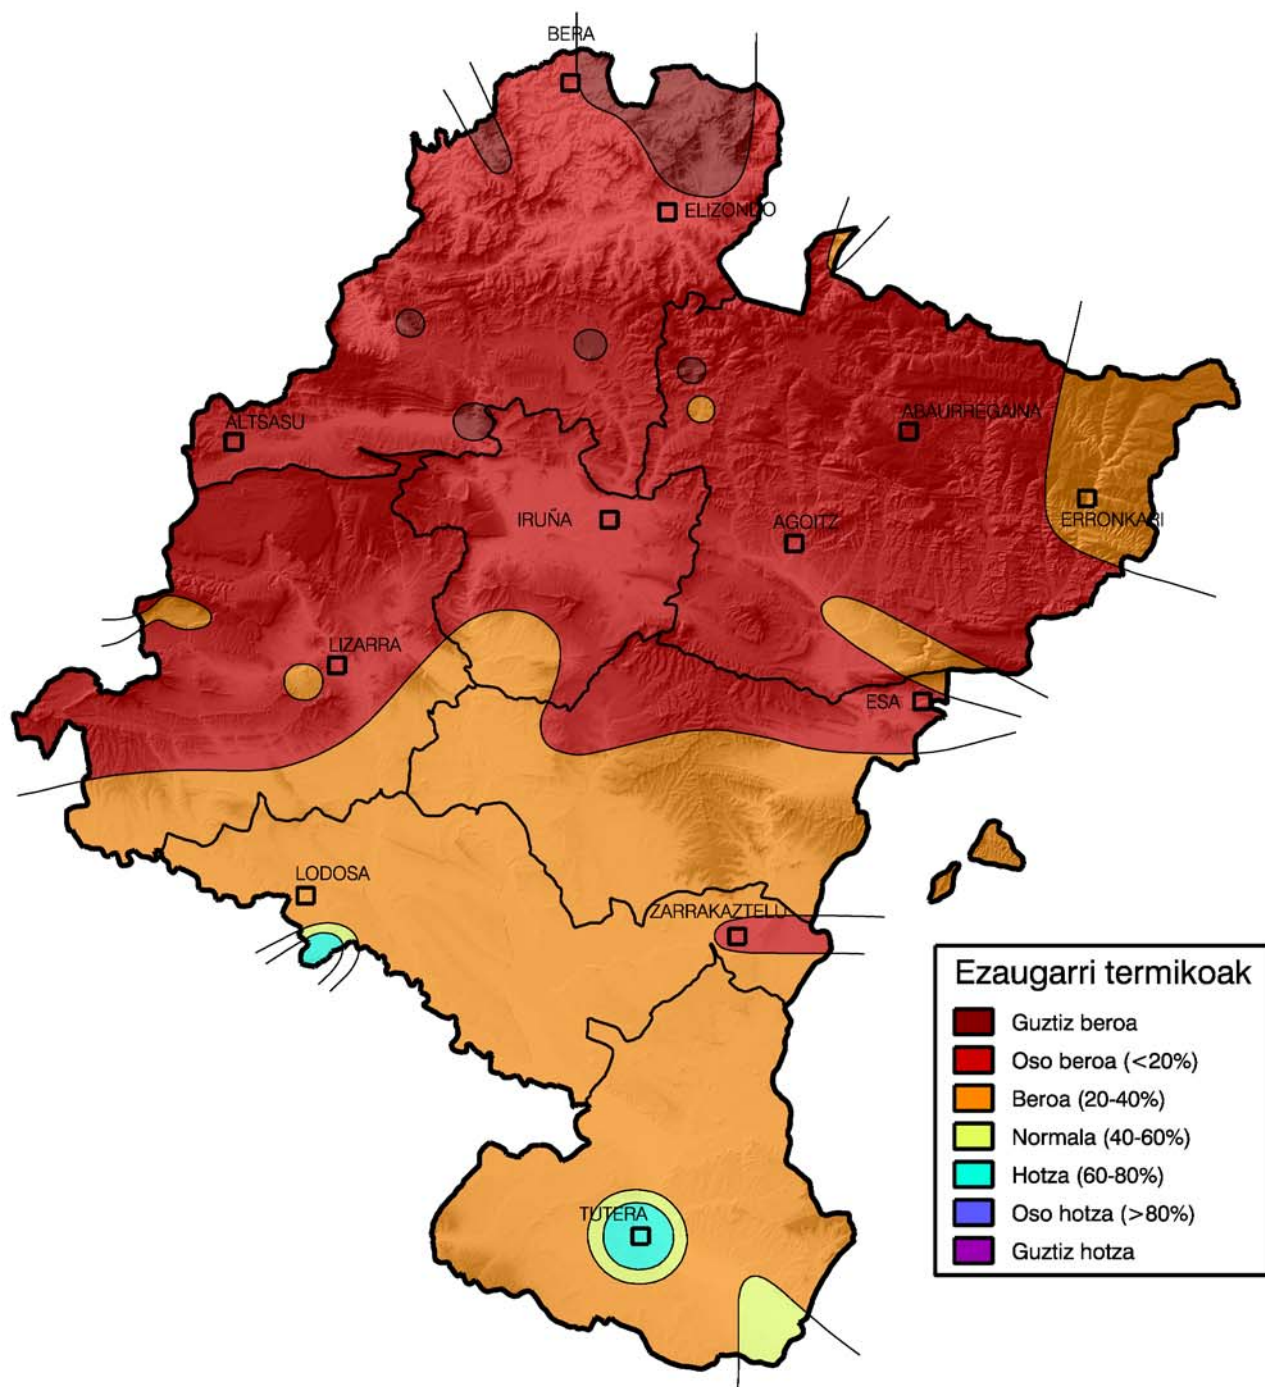 BERA
ELIZONDO
ALTSASU
ABAURREGAINA
IRUÑA
AGOITZ
ERRONKARI
LIZARRA
ESA
LODOSA
ZARRAKAZTELU
TUTERA
Ezaugarri termikoak
Guztiz beroa
Oso beroa (<20%)
Beroa (20-40%)
Normala (40-60%)
Hotza (60-80%)
Oso hotza (>80%)
Guztiz hotza